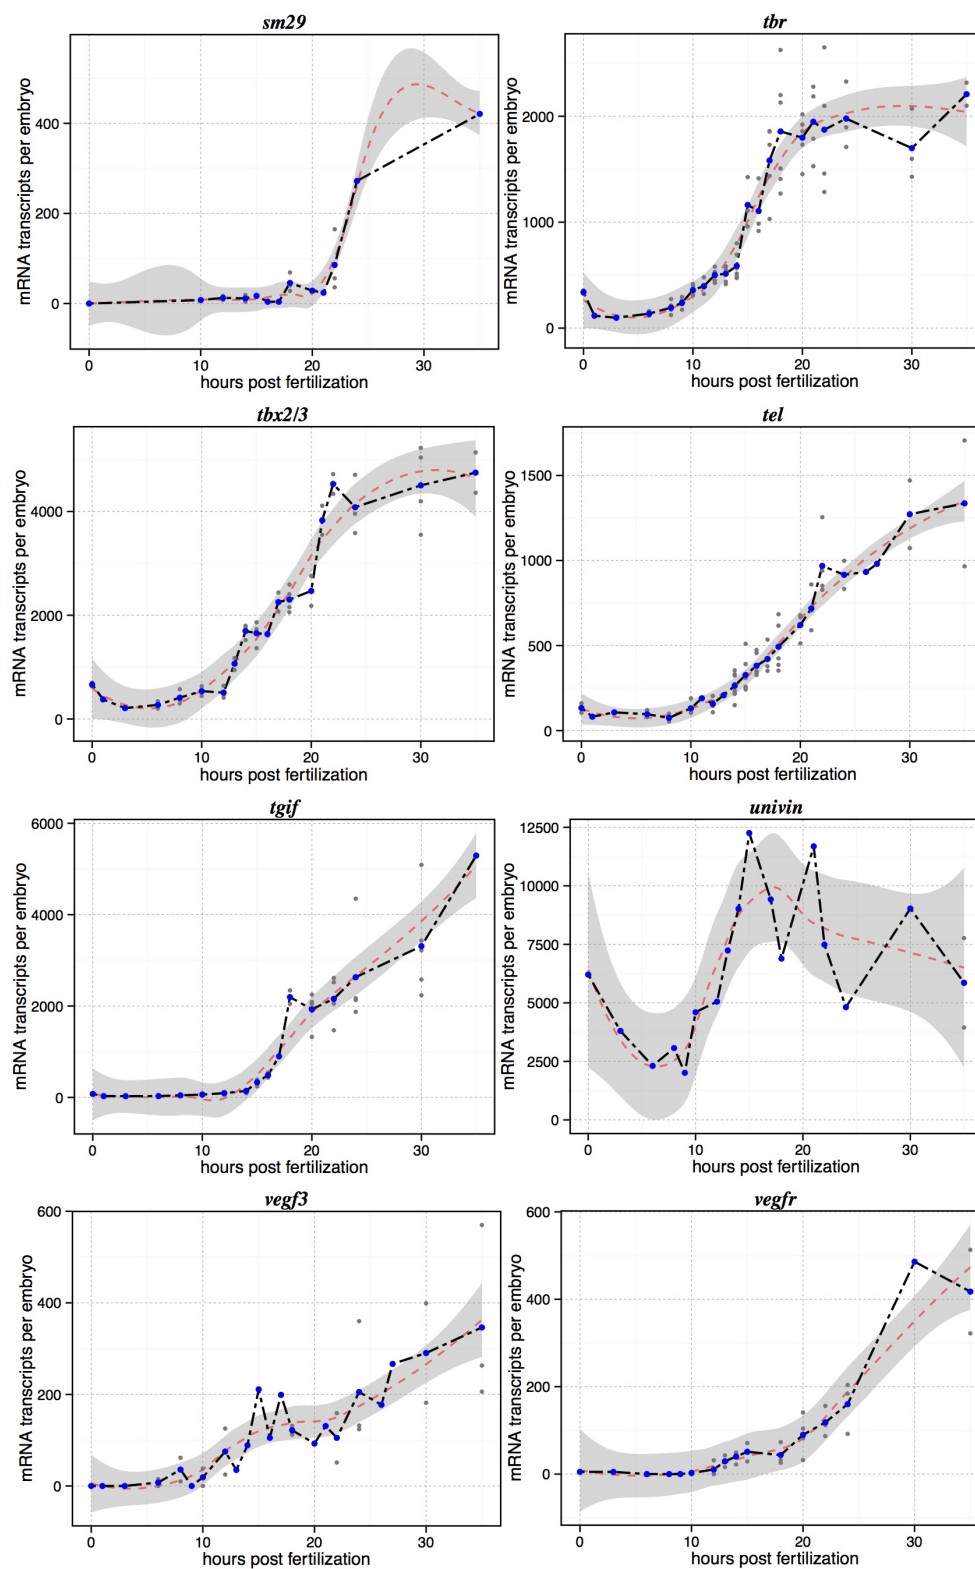 sm29
mRNA transcripts per embryo
400
200
0
0 10 20 30
hours post fertilization
tbr
mRNA transcripts per embryo
2000
1000
0
0 10 20 30
hours post fertilization
tbx2/3
mRNA transcripts per embryo
4000
2000
0
0 10 20 30
hours post fertilization
tel
mRNA transcripts per embryo
1500
1000
500
0
0 10 20 30
hours post fertilization
tgif
mRNA transcripts per embryo
6000
4000
2000
0
0 10 20 30
hours post fertilization
univin
mRNA transcripts per embryo
12500
10000
7500
5000
2500
0
0 10 20 30
hours post fertilization
vegf3
mRNA transcripts per embryo
600
400
200
0
0 10 20 30
hours post fertilization
vegfr
mRNA transcripts per embryo
600
400
200
0
0 10 20 30
hours post fertilization